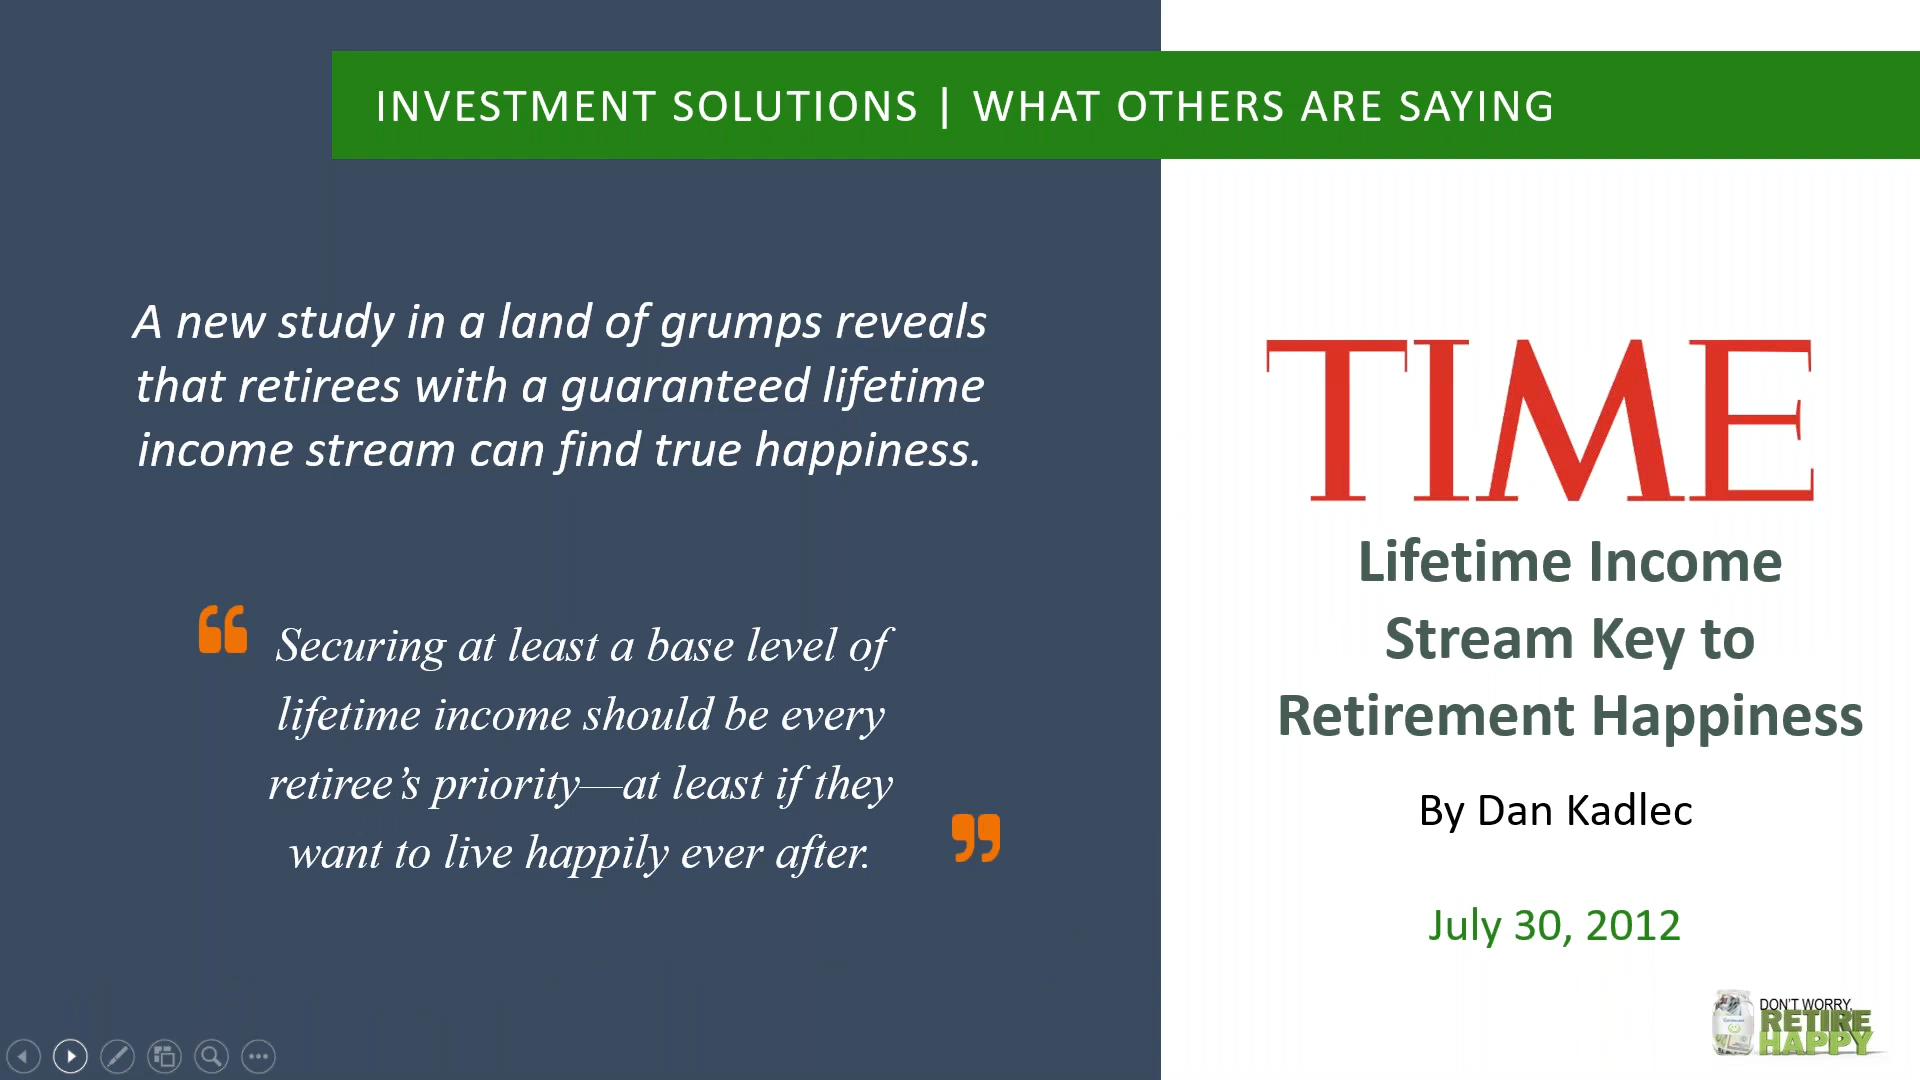 INVESTMENT SOLUTIONS | WHAT OTHERS ARE SAYING
A new study in a land of grumps reveals
that retirees with a guaranteed lifetime
income stream can find true happiness.
“Securing at least a base level of
lifetime income should be every
retiree’s priority—at least if they
want to live happily ever after.”
TIME
Lifetime Income
Stream Key to
Retirement Happiness
By Dan Kadlec
July 30, 2012
DON'T WORRY,
RETIRE
HAPPY